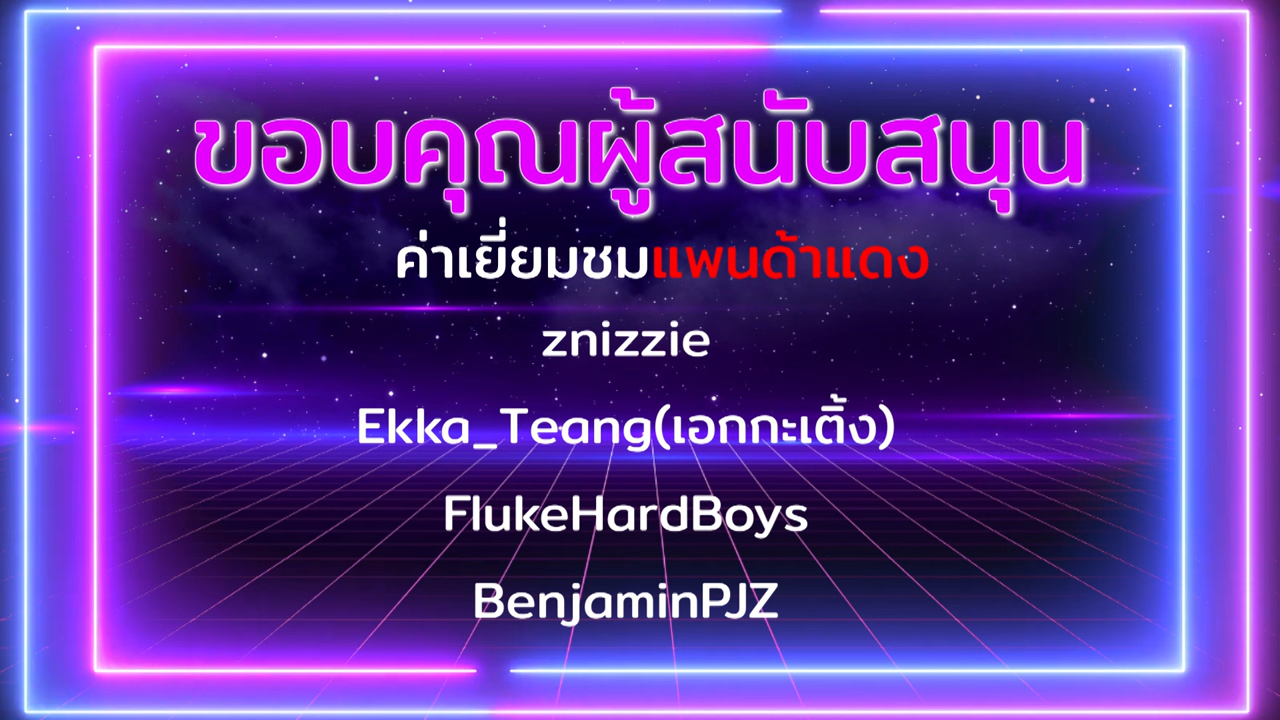 ขอบคุณผู้สนับสนุน
ค่าเยี่ยมชมแพนด้าแดง
znizzie
Ekka_Teang(เอกกะเติ้ง)
FlukeHardBoys
BenjaminPJZ